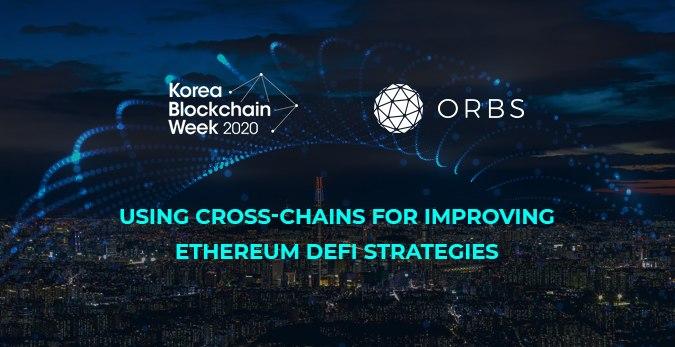 Korea
Blockchain
Week 2020
ORBS
USING CROSS-CHAINS FOR IMPROVING
ETHEREUM DEFI STRATEGIES